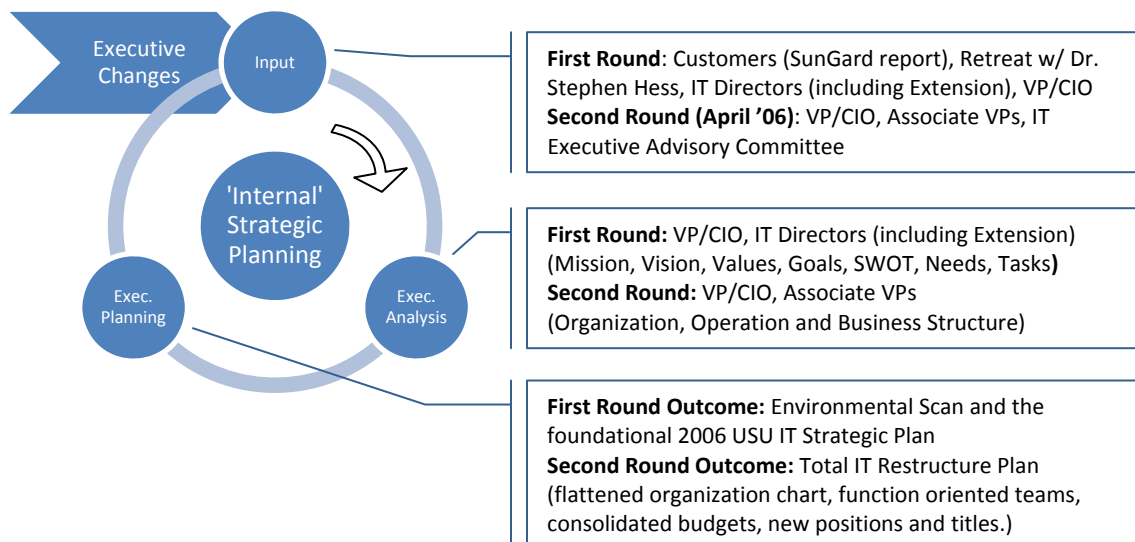 Executive
Changes
Input
'Internal'
Strategic
Planning
Exec.
Planning
Exec.
Analysis
First Round: Customers (SunGard report), Retreat w/ Dr.
Stephen Hess, IT Directors (including Extension), VP/CIO
Second Round (April ’06): VP/CIO, Associate VPs, IT
Executive Advisory Committee
First Round: VP/CIO, IT Directors (including Extension)
(Mission, Vision, Values, Goals, SWOT, Needs, Tasks)
Second Round: VP/CIO, Associate VPs
(Organization, Operation and Business Structure)
First Round Outcome: Environmental Scan and the
foundational 2006 USU IT Strategic Plan
Second Round Outcome: Total IT Restructure Plan
(flattened organization chart, function oriented teams,
consolidated budgets, new positions and titles.)